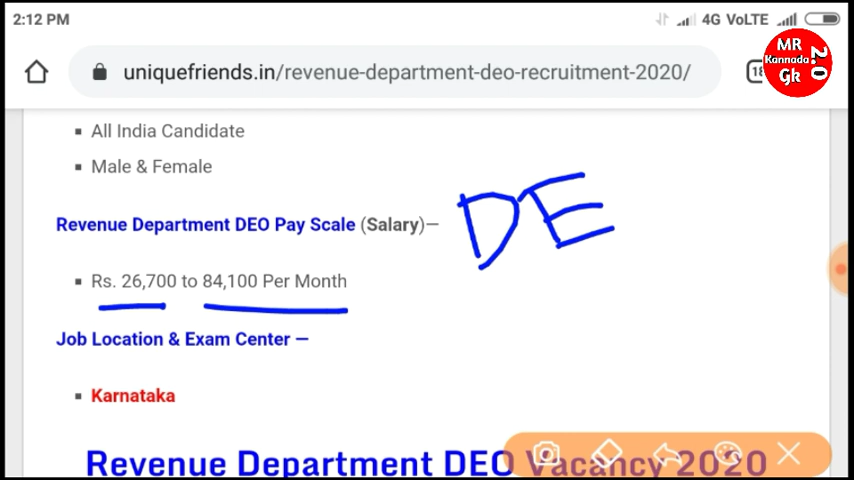 2:12 PM
4G VoLTE
uniquefriends.in/revenue-department-deo-recruitment-2020/
18
MR
Kannada
Gk
2.0
▪ All India Candidate
▪ Male & Female
Revenue Department DEO Pay Scale (Salary)—
DE
▪ Rs. 26,700 to 84,100 Per Month
Job Location & Exam Center —
▪ Karnataka
Revenue Department DEO Vacancy 2020